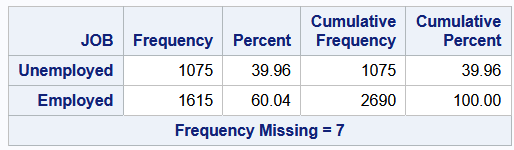 Cumulative Cumulative
JOB Frequency Percent Frequency Percent
Unemployed 1075 39.96 1075 39.96
Employed 1615 60.04 2690 100.00
Frequency Missing = 7